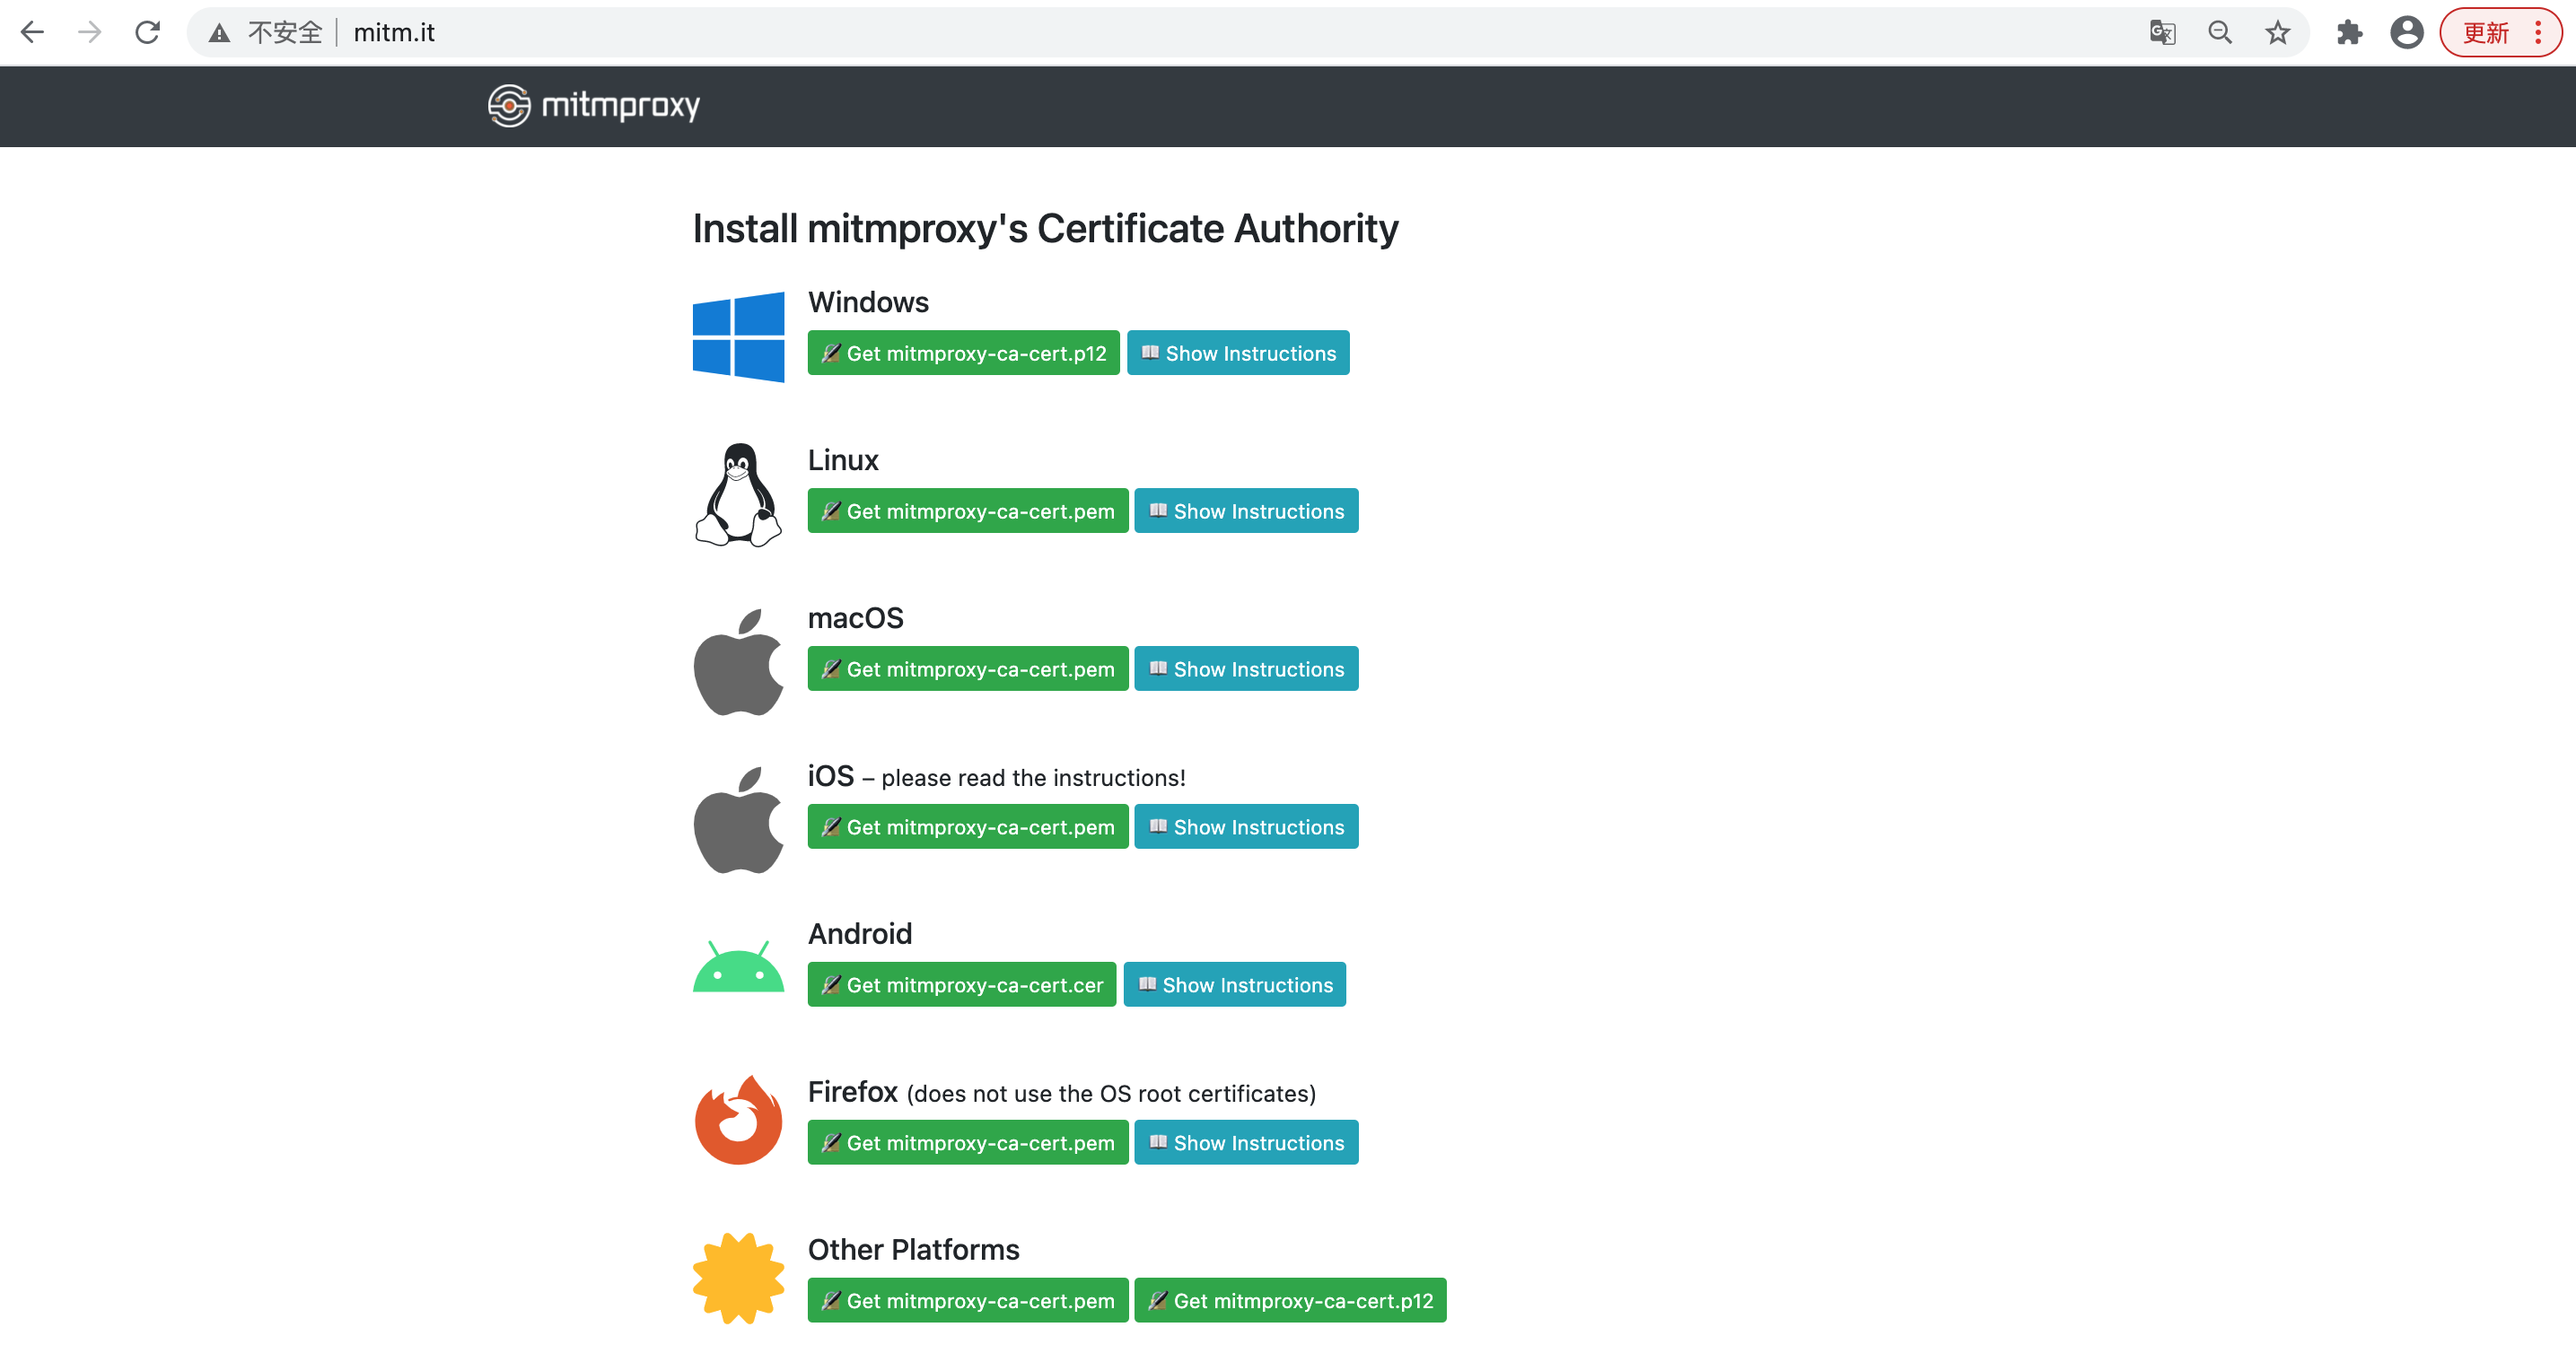 不安全 mitm.it 更新
mitmproxy
Install mitmproxy's Certificate Authority
Windows
Get mitmproxy-ca-cert.p12 Show Instructions
Linux
Get mitmproxy-ca-cert.pem Show Instructions
macOS
Get mitmproxy-ca-cert.pem Show Instructions
iOS – please read the instructions!
Get mitmproxy-ca-cert.pem Show Instructions
Android
Get mitmproxy-ca-cert.cer Show Instructions
Firefox (does not use the OS root certificates)
Get mitmproxy-ca-cert.pem Show Instructions
Other Platforms
Get mitmproxy-ca-cert.pem Get mitmproxy-ca-cert.p12